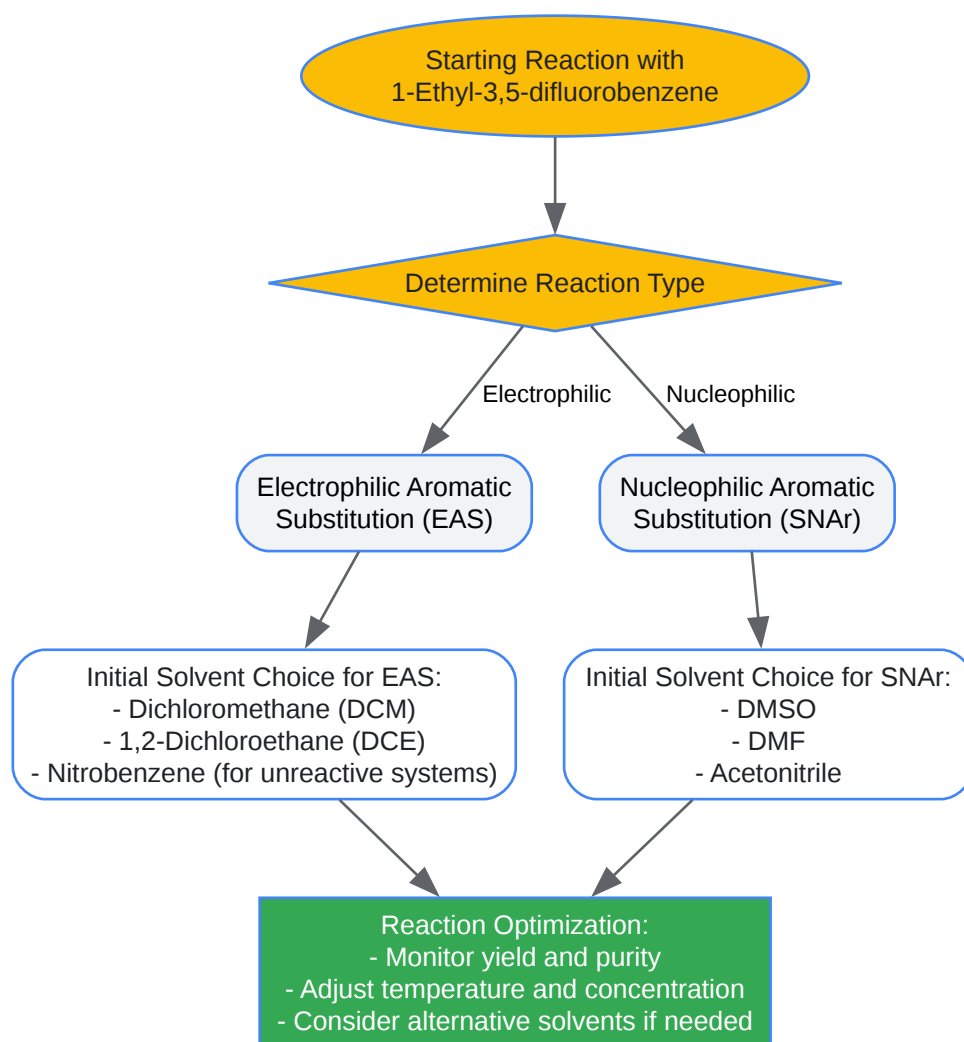 Starting Reaction with
1-Ethyl-3,5-difluorobenzene
Determine Reaction Type
Electrophilic
Nucleophilic
Electrophilic Aromatic
Substitution (EAS)
Nucleophilic Aromatic
Substitution (SNAr)
Initial Solvent Choice for EAS:
- Dichloromethane (DCM)
- 1,2-Dichloroethane (DCE)
- Nitrobenzene (for unreactive systems)
Initial Solvent Choice for SNAr:
- DMSO
- DMF
- Acetonitrile
Reaction Optimization:
- Monitor yield and purity
- Adjust temperature and concentration
- Consider alternative solvents if needed